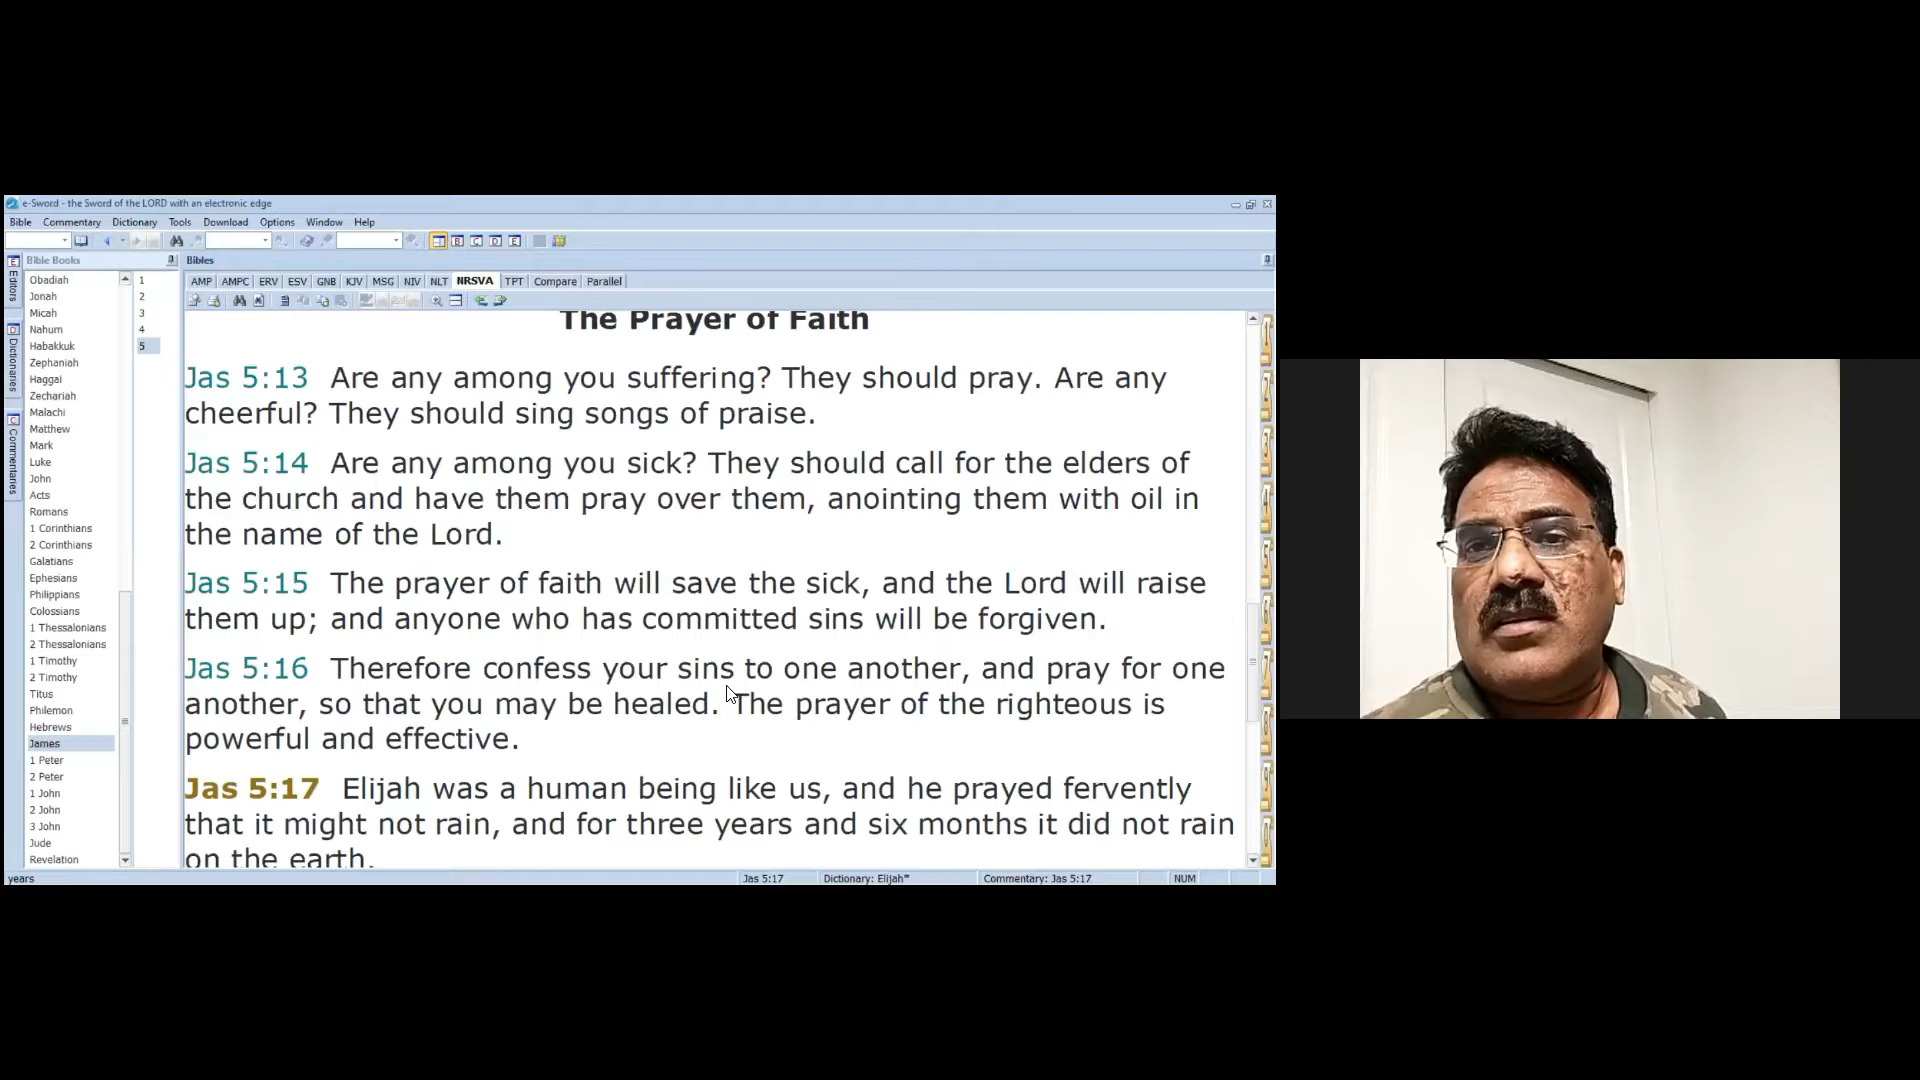 e-Sword - the Sword of the LORD with an electronic edge
Bible Commentary Dictionary Tools Download Options Window Help
Bible Books
Bibles
AMP AMPC ERV ESV GNB KJV MSG NIV NLT NRSVA TPT Compare Parallel
Editors
Dictionaries
Commentaries
Obadiah
Jonah
Micah
Nahum
Habakkuk
Zephaniah
Haggai
Zechariah
Malachi
Matthew
Mark
Luke
John
Acts
Romans
1 Corinthians
2 Corinthians
Galatians
Ephesians
Philippians
Colossians
1 Thessalonians
2 Thessalonians
1 Timothy
2 Timothy
Titus
Philemon
Hebrews
James
1 Peter
2 Peter
1 John
2 John
3 John
Jude
Revelation
1
2
3
4
5
The Prayer of Faith
Jas 5:13 Are any among you suffering? They should pray. Are any
cheerful? They should sing songs of praise.
Jas 5:14 Are any among you sick? They should call for the elders of
the church and have them pray over them, anointing them with oil in
the name of the Lord.
Jas 5:15 The prayer of faith will save the sick, and the Lord will raise
them up; and anyone who has committed sins will be forgiven.
Jas 5:16 Therefore confess your sins to one another, and pray for one
another, so that you may be healed. The prayer of the righteous is
powerful and effective.
Jas 5:17 Elijah was a human being like us, and he prayed fervently
that it might not rain, and for three years and six months it did not rain
on the earth.
years
Jas 5:17
Dictionary: Elijah*
Commentary: Jas 5:17
NUM